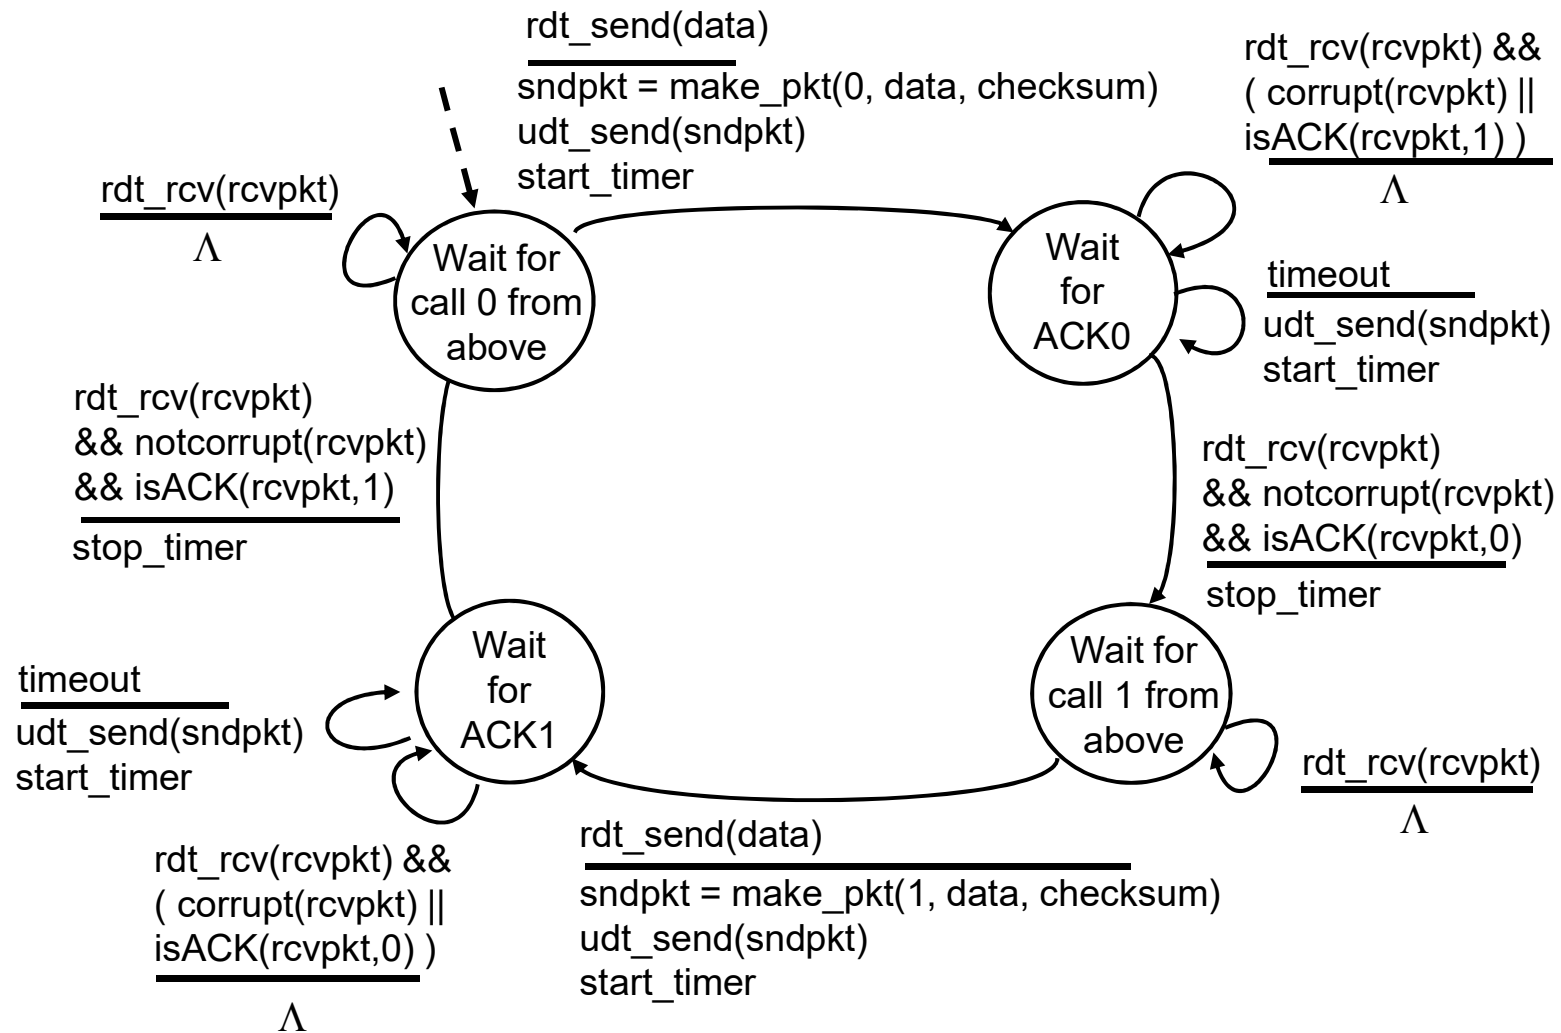 rdt_send(data)
sndpkt = make_pkt(0, data, checksum)
udt_send(sndpkt)
start_timer
rdt_rcv(rcvpkt) &&
( corrupt(rcvpkt) ||
isACK(rcvpkt,1) )
Λ
rdt_rcv(rcvpkt)
Λ
Wait for
call 0 from
above
Wait
for
ACK0
timeout
udt_send(sndpkt)
start_timer
rdt_rcv(rcvpkt)
&& notcorrupt(rcvpkt)
&& isACK(rcvpkt,1)
stop_timer
rdt_rcv(rcvpkt)
&& notcorrupt(rcvpkt)
&& isACK(rcvpkt,0)
stop_timer
Wait
for
ACK1
Wait for
call 1 from
above
timeout
udt_send(sndpkt)
start_timer
rdt_rcv(rcvpkt)
Λ
rdt_rcv(rcvpkt) &&
( corrupt(rcvpkt) ||
isACK(rcvpkt,0) )
Λ
rdt_send(data)
sndpkt = make_pkt(1, data, checksum)
udt_send(sndpkt)
start_timer